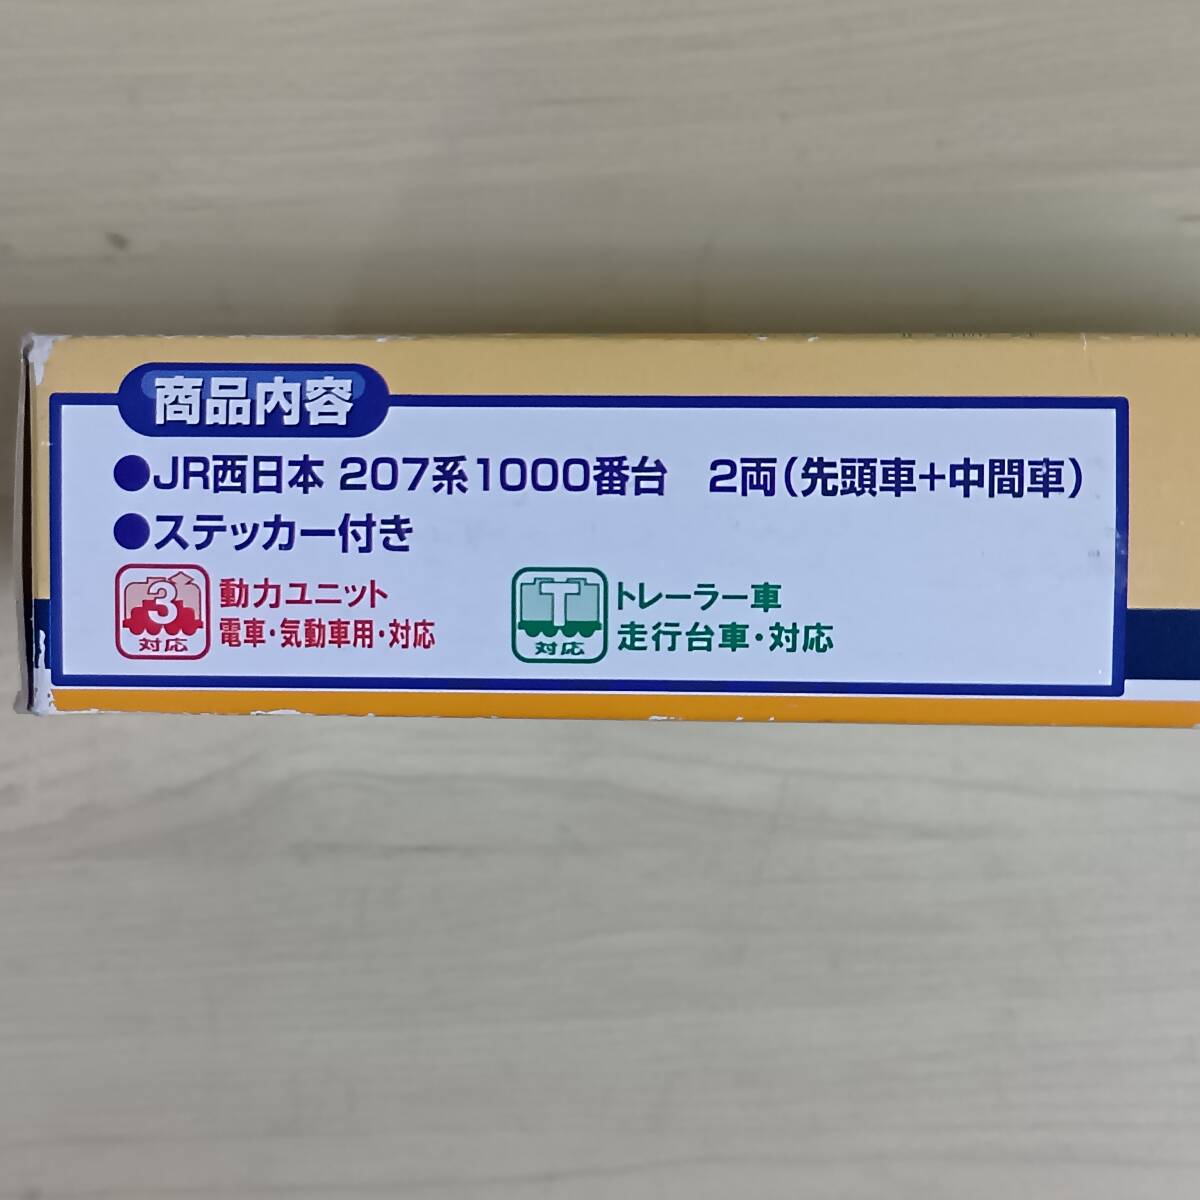 商品内容
●JR西日本 207系1000番台　2両(先頭車+中間車)
●ステッカー付き
3
対応
動力ユニット
電車・気動車用・対応
T
対応
トレーラー車
走行台車・対応